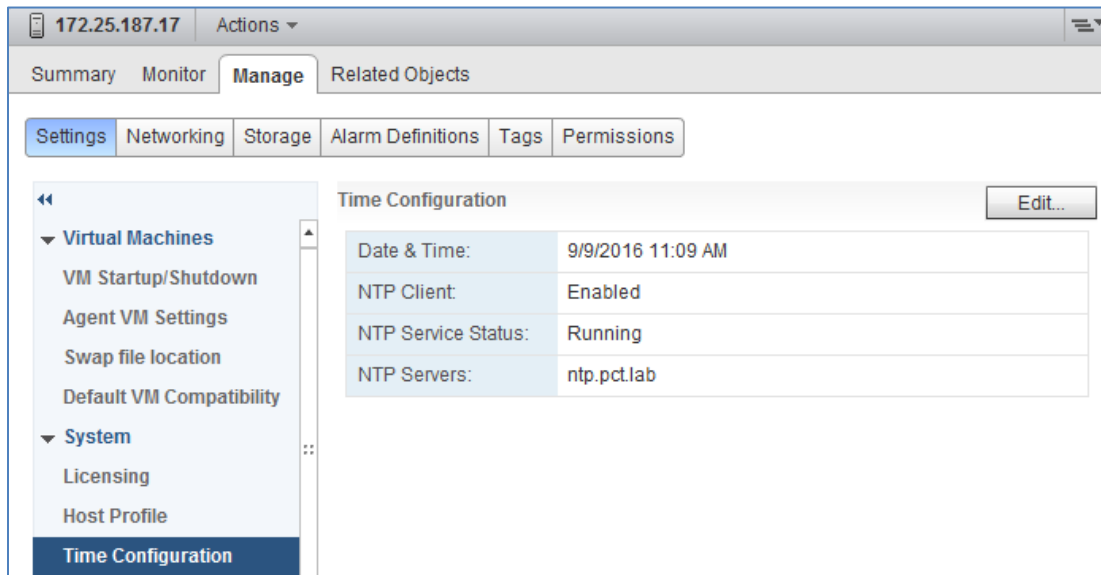 172.25.187.17 Actions
Summary Monitor Manage Related Objects
Settings Networking Storage Alarm Definitions Tags Permissions
Virtual Machines
VM Startup/Shutdown
Agent VM Settings
Swap file location
Default VM Compatibility
System
Licensing
Host Profile
Time Configuration
Time Configuration Edit...
Date & Time: 9/9/2016 11:09 AM
NTP Client: Enabled
NTP Service Status: Running
NTP Servers: ntp.pct.lab